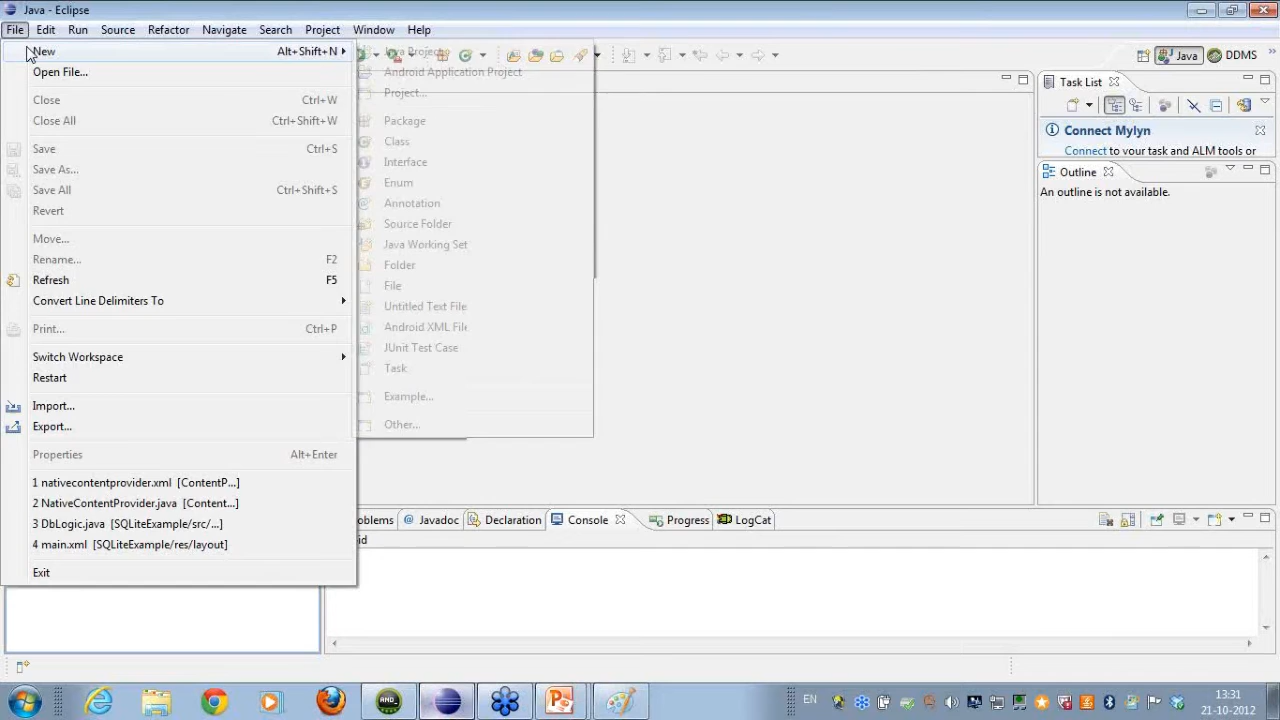 Java - Eclipse
File Edit Run Source Refactor Navigate Search Project Window Help
New Alt+Shift+N
Open File...
Close Ctrl+W
Close All Ctrl+Shift+W
Save Ctrl+S
Save As...
Save All Ctrl+Shift+S
Revert
Move...
Rename... F2
Refresh F5
Convert Line Delimiters To
Print... Ctrl+P
Switch Workspace
Restart
Import...
Export...
Properties Alt+Enter
1 nativecontentprovider.xml [ContentP...]
2 NativeContentProvider.java [Content...]
3 DbLogic.java [SQLiteExample/src/...]
4 main.xml [SQLiteExample/res/layout]
Exit
Java Project
Android Application Project
Project...
Package
Class
Interface
Enum
Annotation
Source Folder
Java Working Set
Folder
File
Untitled Text File
Android XML File
JUnit Test Case
Task
Example...
Other...
Java DDMS
Task List
Connect Mylyn
Connect to your task and ALM tools or
Outline
An outline is not available.
oblems Javadoc Declaration Console Progress LogCat
id
EN
13:31
21-10-2012